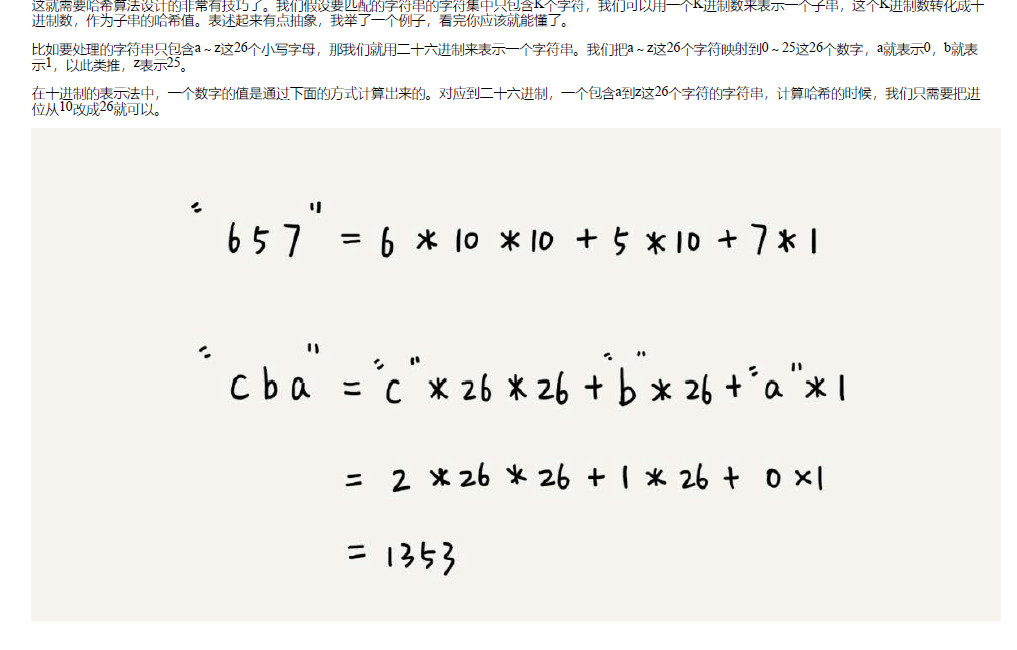 这就需要哈希算法设计的非常有技巧了。我们假设要匹配的字符串的字符集中只包含K个字符，我们可以用一个K进制数来表示一个子串，这个K进制数转化成十
进制数，作为子串的哈希值。表述起来有点抽象，我举了一个例子，看完你应该就能懂了。
比如要处理的字符串只包含a～z这26个小写字母，那我们就用二十六进制来表示一个字符串。我们把a～z这26个字符映射到0～25这26个数字，a就表示0，b就表
示1，以此类推，z表示25。
在十进制的表示法中，一个数字的值是通过下面的方式计算出来的。对应到二十六进制，一个包含a到z这26个字符的字符串，计算哈希的时候，我们只需要把进
位从10改成26就可以。
"657" = 6 * 10 * 10 + 5 * 10 + 7 * 1
"cba" = "c" * 26 * 26 + "b" * 26 + "a" * 1
= 2 * 26 * 26 + 1 * 26 + 0 × 1
= 1353